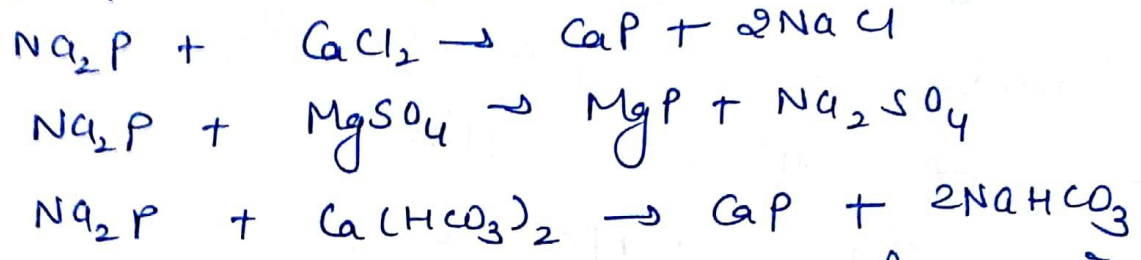 Na₂P + CaCl₂ → CaP + 2NaCl
Na₂P + MgSO₄ → MgP + Na₂SO₄
Na₂P + Ca(HCO₃)₂ → CaP + 2NaHCO₃